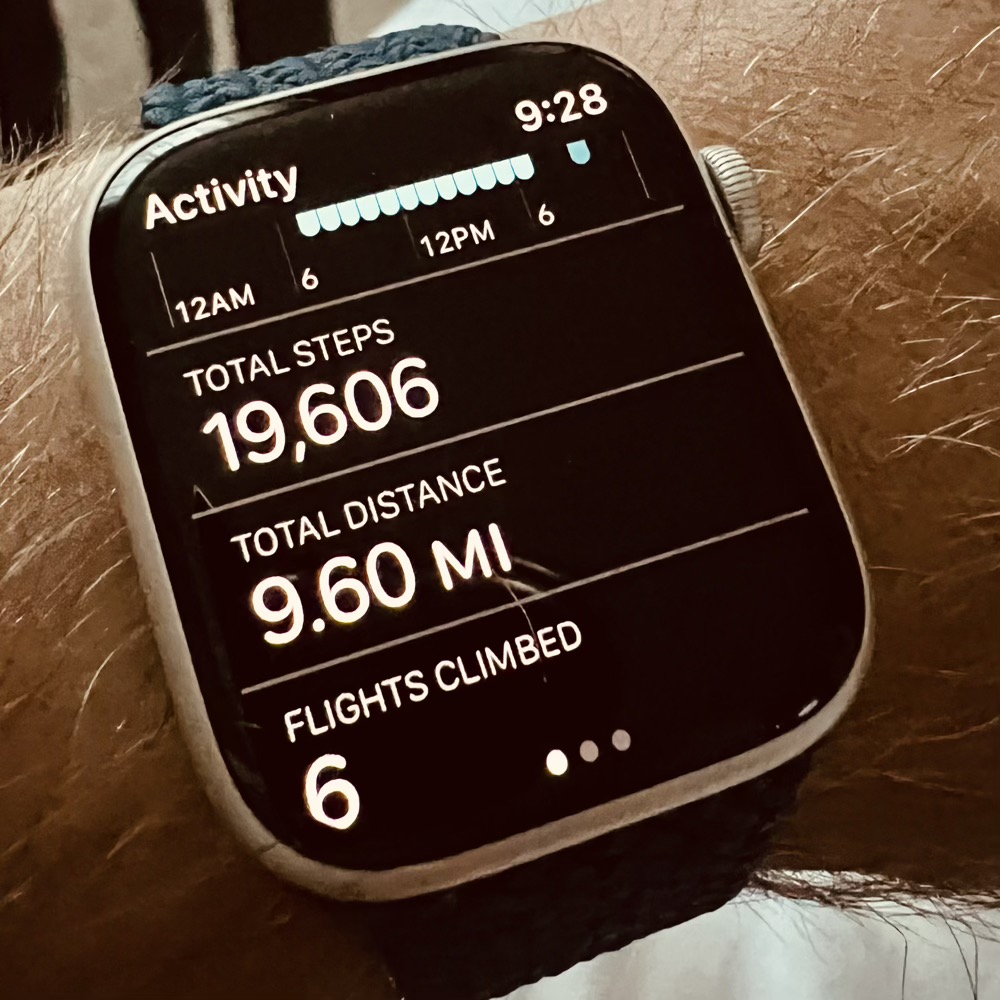 9:28
Activity
12AM 6 12PM 6
TOTAL STEPS
19,606
TOTAL DISTANCE
9.60 MI
FLIGHTS CLIMBED
6